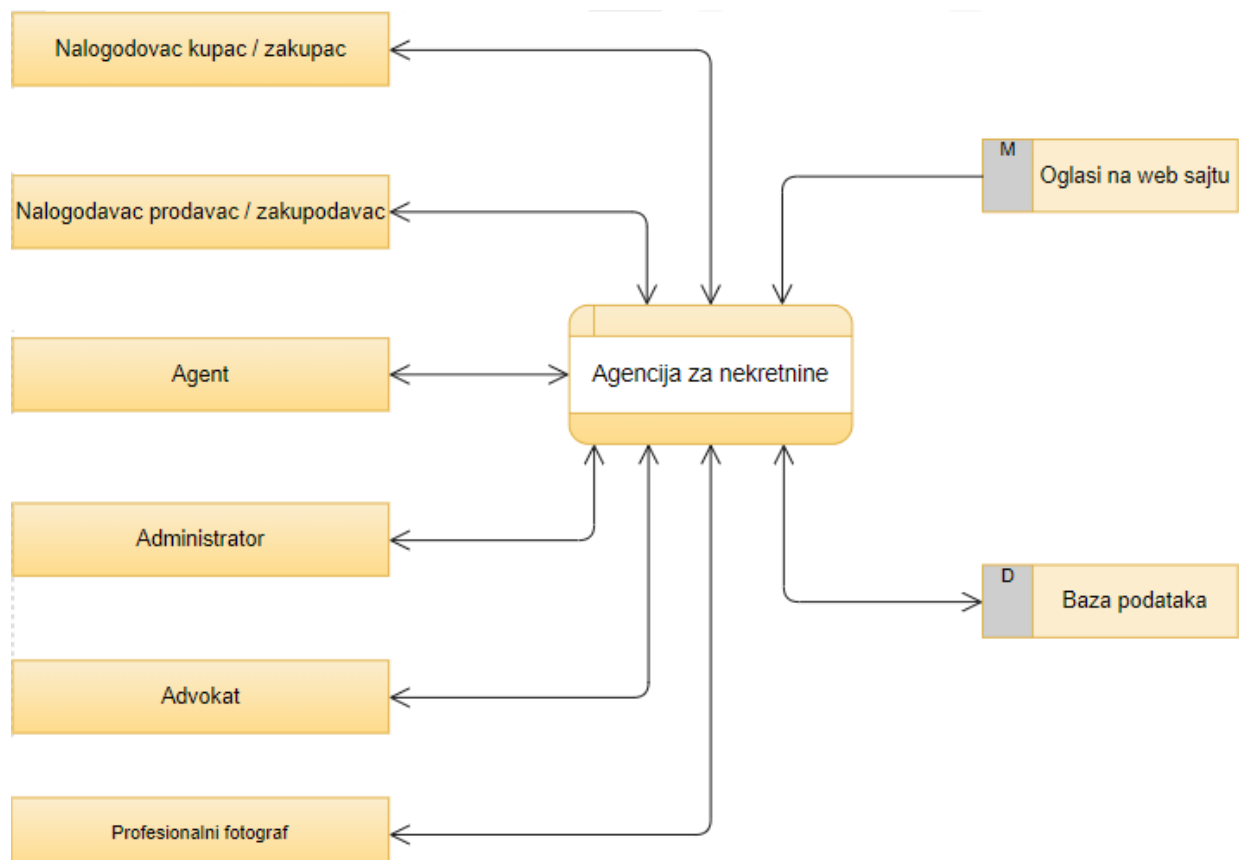 Nalogodovac kupac / zakupac
M
Oglasi na web sajtu
Nalogodavac prodavac / zakupodavac
Agent
Agencija za nekretnine
Administrator
D
Baza podataka
Advokat
Profesionalni fotograf